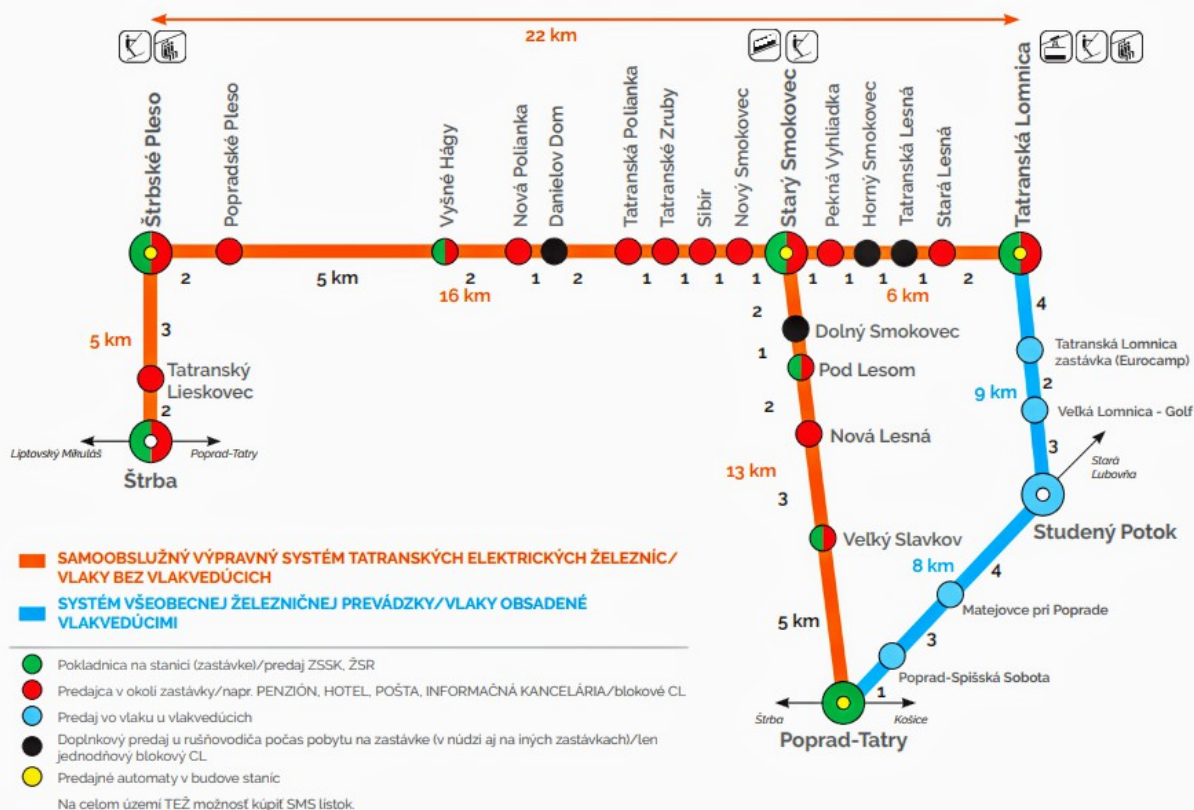 22 km
Štrbské Pleso
Popradské Pleso
Vyšné Hágy
Nová Polianka
Danielov Dom
Tatranská Polianka
Tatranské Zruby
Sibír
Nový Smokovec
Starý Smokovec
Pekná Vyhliadka
Horný Smokovec
Tatranská Lesná
Stará Lesná
Tatranská Lomnica
2
5 km
2
1
2
1
1
1
1
1
1
1
1
2
16 km
6 km
5 km
3
Tatranský
Lieskovec
2
Liptovský Mikuláš
Poprad-Tatry
Štrba
2
Dolný Smokovec
1
Pod Lesom
2
Nová Lesná
13 km
3
Veľký Slavkov
5 km
4
Tatranská Lomnica
zastávka (Eurocamp)
9 km
2
Veľká Lomnica - Golf
3
Stará
Ľubovňa
Studený Potok
8 km
4
Matejovce pri Poprade
3
Poprad-Spišská Sobota
1
Štrba
Košice
Poprad-Tatry
SAMOOBSLUŽNÝ VÝPRAVNÝ SYSTÉM TATRANSKÝCH ELEKTRICKÝCH ŽELEZNÍC/
VLAKY BEZ VLAKVEDÚCICH
SYSTÉM VŠEOBECNEJ ŽELEZNIČNEJ PREVÁDZKY/VLAKY OBSADENÉ
VLAKVEDÚCIMI
Pokladnica na stanici (zastávke)/predaj ZSSK, ŽSR
Predajca v okolí zastávky/napr. PENZIÓN, HOTEL, POŠTA, INFORMAČNÁ KANCELÁRIA/blokové CL
Predaj vo vlaku u vlakvedúcich
Doplnkový predaj u rušňovodiča počas pobytu na zastávke (v núdzi aj na iných zastávkach)/len
jednodňový blokový CL
Predajné automaty v budove staníc
Na celom území TEŽ možnosť kúpiť SMS lístok.